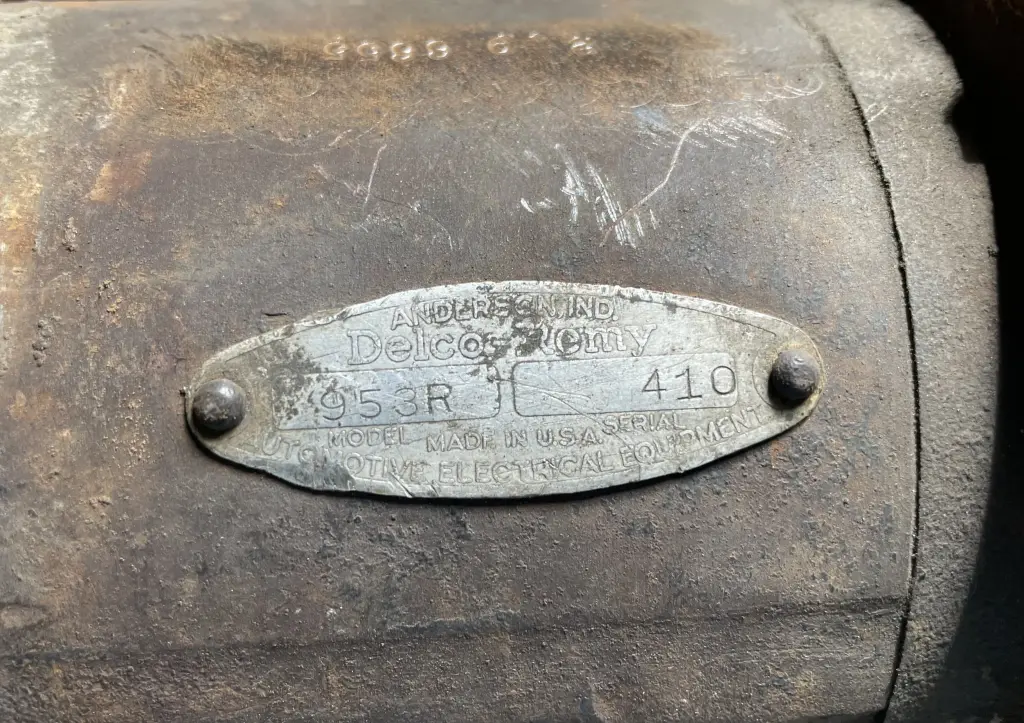 ANDERSON, IND.
Delco-Remy
953R 410
MODEL MADE IN U.S.A. SERIAL
AUTOMOTIVE ELECTRICAL EQUIPMENT